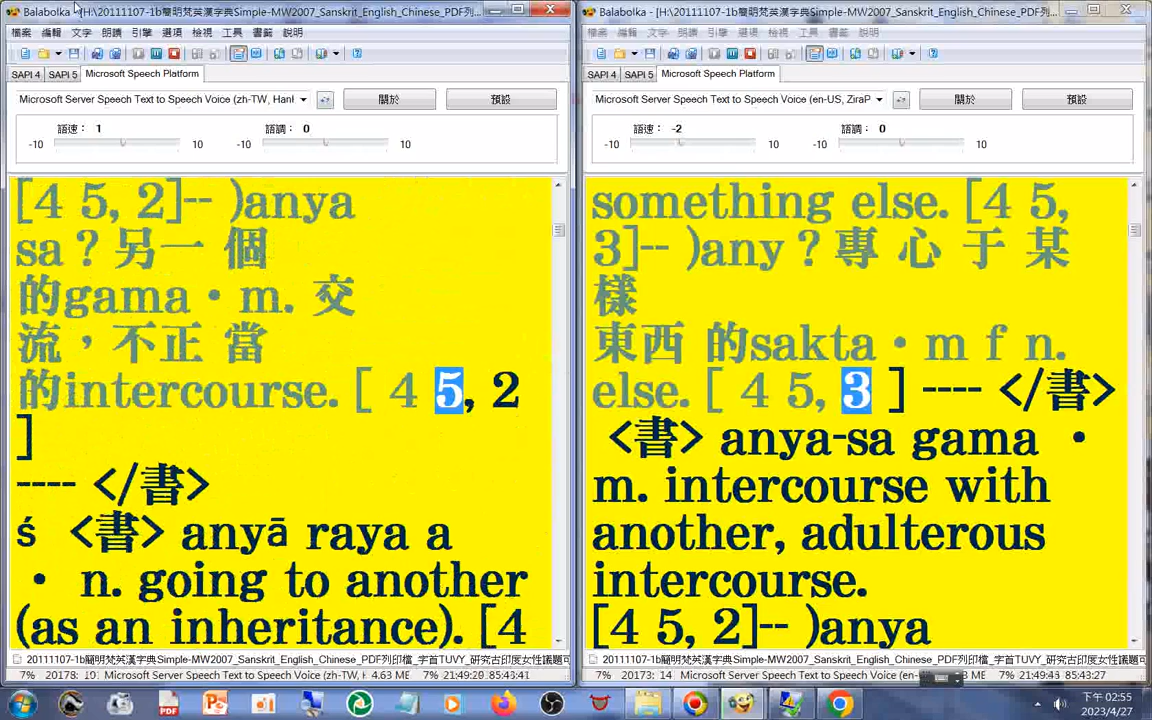 Balabolka - [H:\20111107-1b簡明梵英漢字典Simple-MW2007_Sanskrit_English_Chinese_PDF列...
檔案 編輯 文字 朗讀 引擎 選項 檢視 工具 書籤 說明
SAPI 4 SAPI 5 Microsoft Speech Platform
Microsoft Server Speech Text to Speech Voice (zh-TW, Hanl 關於 預設
語速： 1 語調： 0
-10 10 -10 10
[4 5, 2]-- )anya
sa？另一 個
的gama • m. 交
流，不正 當
的intercourse. [ 4 5, 2
]
---- </書>
ś <書> anyā raya a
• n. going to another
(as an inheritance). [4
20111107-1b簡明梵英漢字典Simple-MW2007_Sanskrit_English_Chinese_PDF列印檔_字首TUVY_研究古印度女性議題可
7% 20178: 10 Microsoft Server Speech Text to Speech Voice (zh-TW, H 4.63 ME 7% 21:49:20 85:43:41
Balabolka - [H:\20111107-1b簡明梵英漢字典Simple-MW2007_Sanskrit_English_Chinese_PDF列...
檔案 編輯 文字 朗讀 引擎 選項 檢視 工具 書籤 說明
SAPI 4 SAPI 5 Microsoft Speech Platform
Microsoft Server Speech Text to Speech Voice (en-US, ZiraP 關於 預設
語速： -2 語調： 0
-10 10 -10 10
something else. [4 5,
3]-- )any？專 心 于 某
樣
東西 的sakta • m f n.
else. [ 4 5, 3 ] ---- </書>
<書> anya-sa gama •
m. intercourse with
another, adulterous
intercourse.
[4 5, 2]-- )anya
20111107-1b簡明梵英漢字典Simple-MW2007_Sanskrit_English_Chinese_PDF列印檔_字首TUVY_研究古印度女性議題可
7% 20173: 14 Microsoft Server Speech Text to Speech Voice (en-US, 7% 21:49:43 85:43:27
下午 02:55
2023/4/27